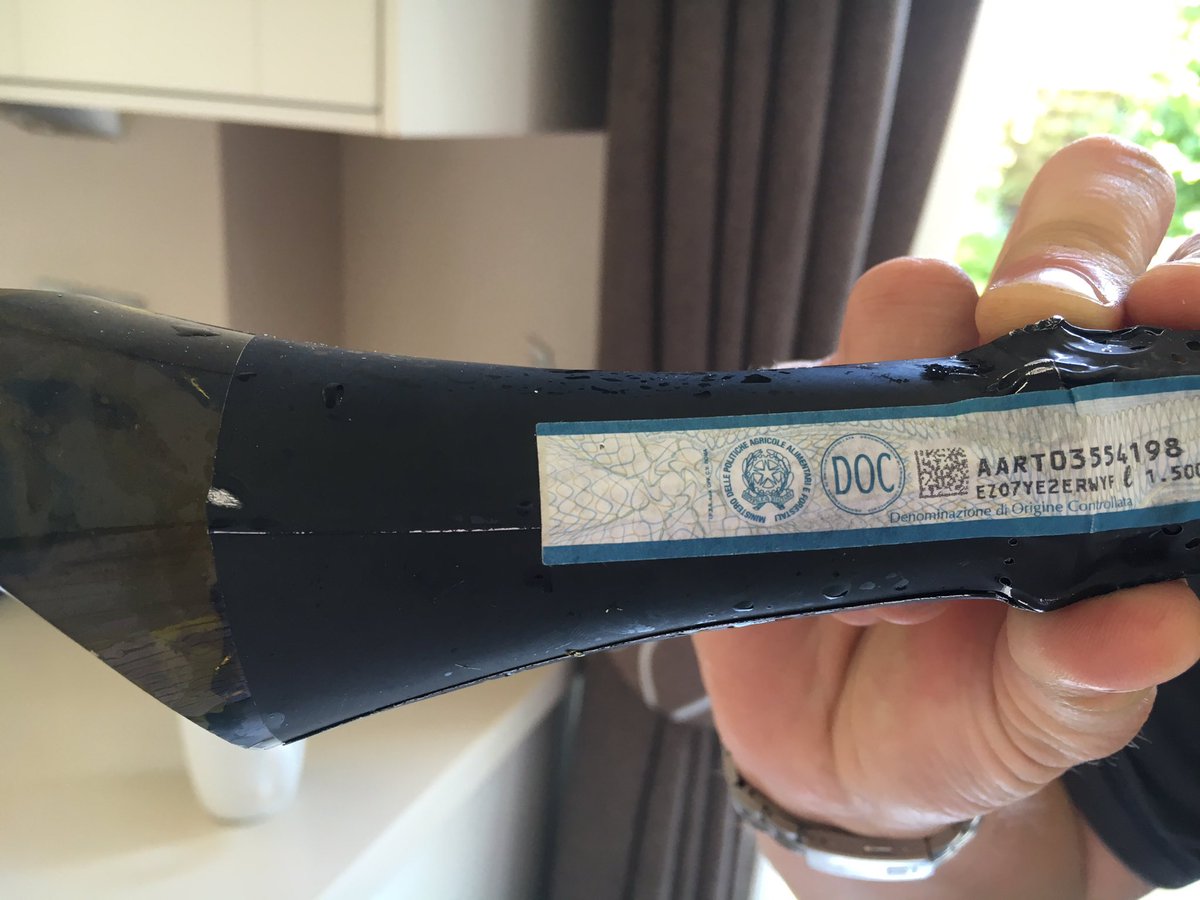 MINISTERO DELLE POLITICHE AGRICOLE ALIMENTARI E FORESTALI
DOC
AART03554198
EZ07YE2ERWYF ℓ 1.500
Denominazione di Origine Controllata